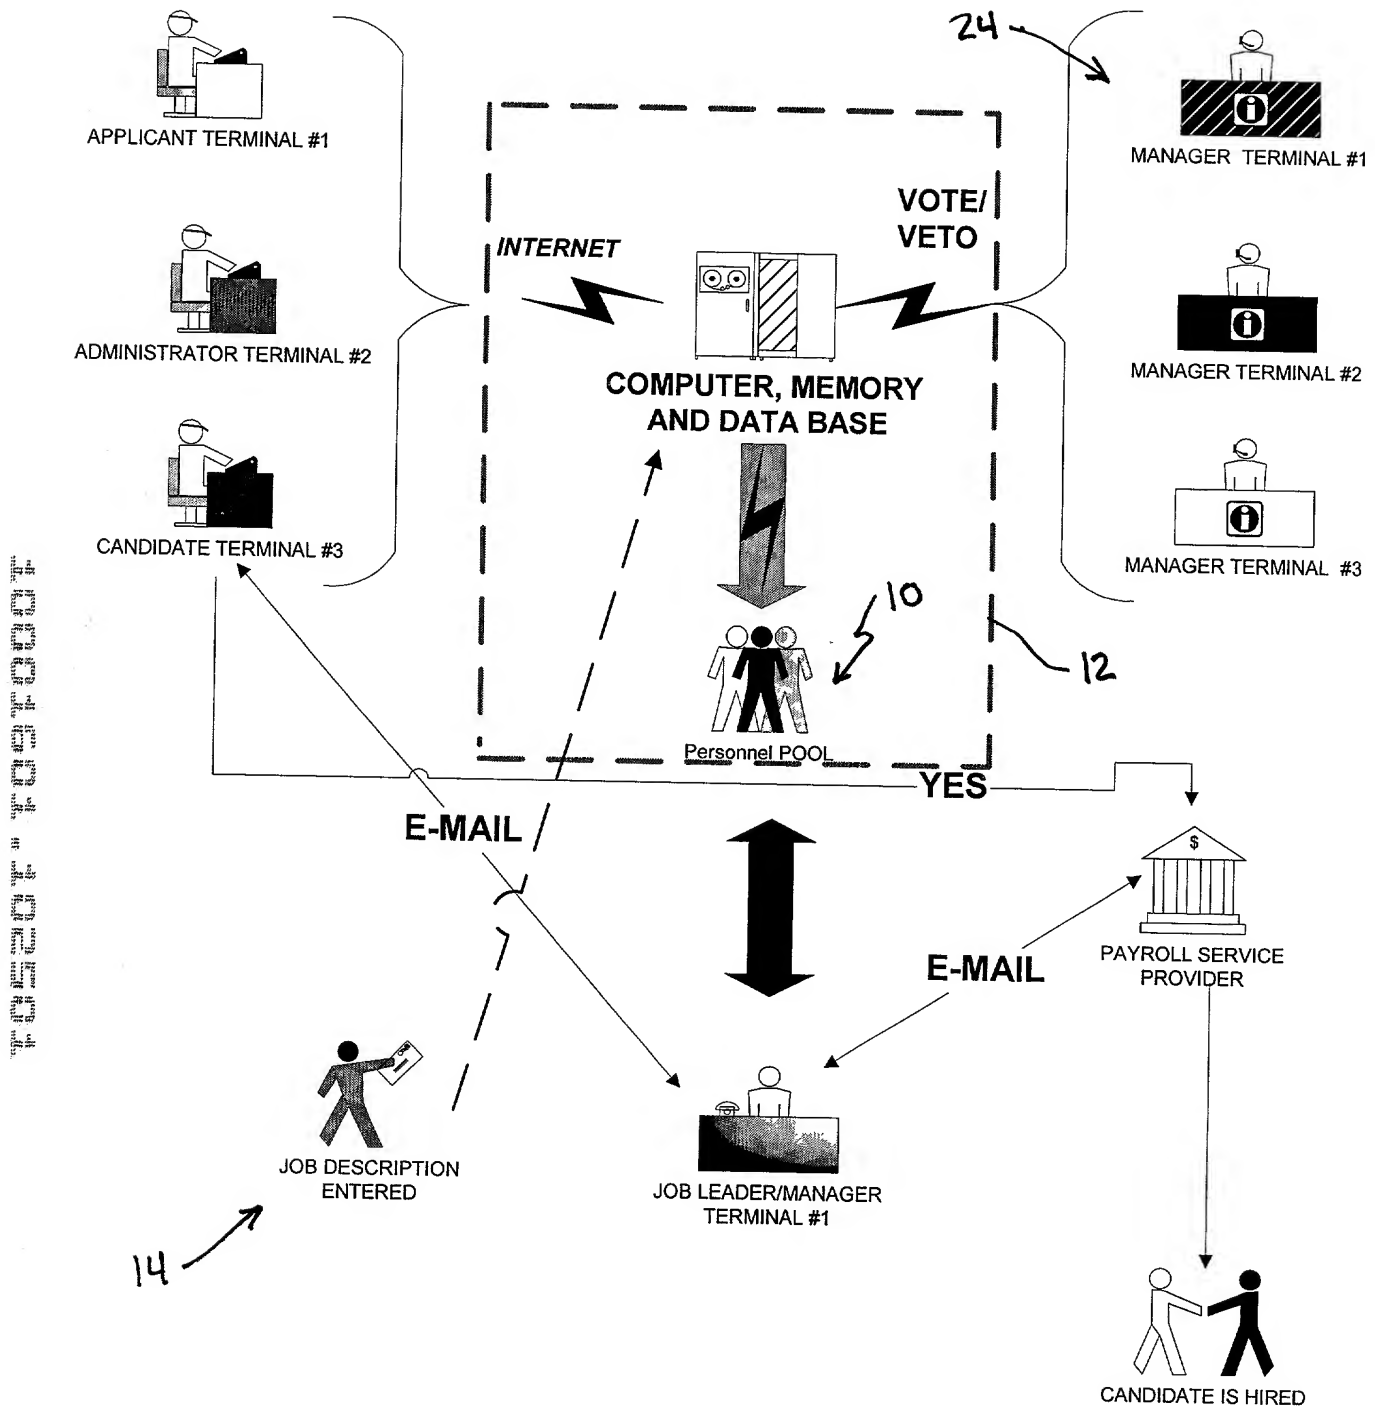 24
APPLICANT TERMINAL #1
MANAGER TERMINAL #1
VOTE/
VETO
INTERNET
ADMINISTRATOR TERMINAL #2
MANAGER TERMINAL #2
COMPUTER, MEMORY
AND DATA BASE
CANDIDATE TERMINAL #3
MANAGER TERMINAL #3
10
12
Personnel POOL
YES
E-MAIL
$
PAYROLL SERVICE
PROVIDER
E-MAIL
JOB DESCRIPTION
ENTERED
JOB LEADER/MANAGER
TERMINAL #1
14
CANDIDATE IS HIRED
10001601.102501